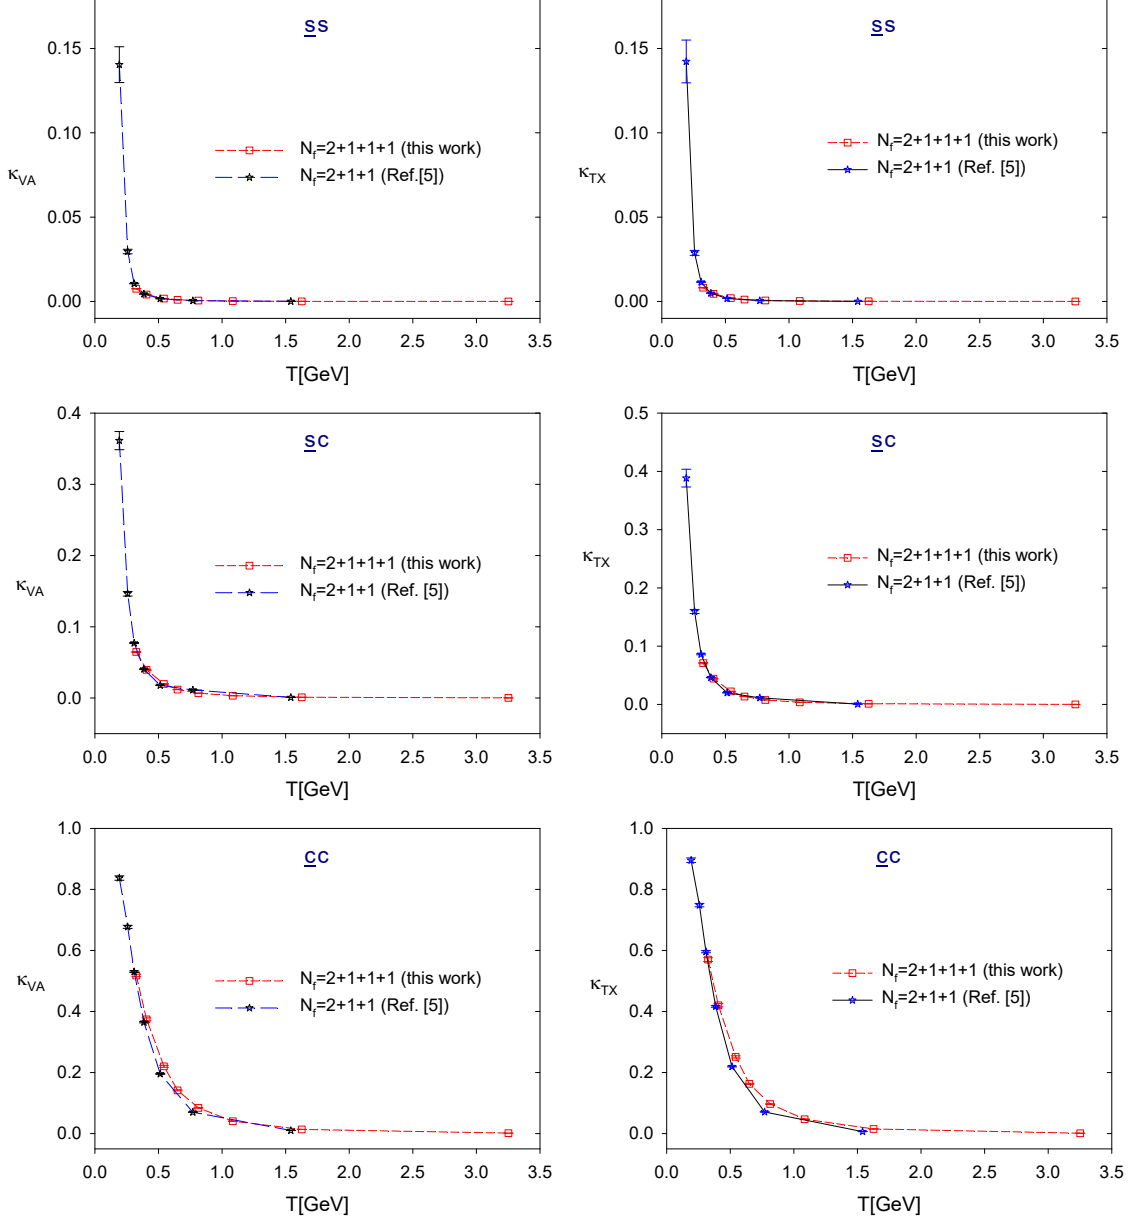 s̲s
0.15
0.10
0.05
0.00
κVA
Nf=2+1+1+1 (this work)
Nf=2+1+1 (Ref.[5])
0.0 0.5 1.0 1.5 2.0 2.5 3.0 3.5
T[GeV]
s̲s
0.15
0.10
0.05
0.00
κTX
Nf=2+1+1+1 (this work)
Nf=2+1+1 (Ref. [5])
0.0 0.5 1.0 1.5 2.0 2.5 3.0 3.5
T[GeV]
s̲c
0.4
0.3
0.2
0.1
0.0
κVA
Nf=2+1+1+1 (this work)
Nf=2+1+1 (Ref. [5])
0.0 0.5 1.0 1.5 2.0 2.5 3.0 3.5
T[GeV]
s̲c
0.5
0.4
0.3
0.2
0.1
0.0
κTX
Nf=2+1+1+1 (this work)
Nf=2+1+1 (Ref. [5])
0.0 0.5 1.0 1.5 2.0 2.5 3.0 3.5
T[GeV]
c̲c
1.0
0.8
0.6
0.4
0.2
0.0
κVA
Nf=2+1+1+1 (this work)
Nf=2+1+1 (Ref. [5])
0.0 0.5 1.0 1.5 2.0 2.5 3.0 3.5
T[GeV]
c̲c
1.0
0.8
0.6
0.4
0.2
0.0
κTX
Nf=2+1+1+1 (this work)
Nf=2+1+1 (Ref. [5])
0.0 0.5 1.0 1.5 2.0 2.5 3.0 3.5
T[GeV]